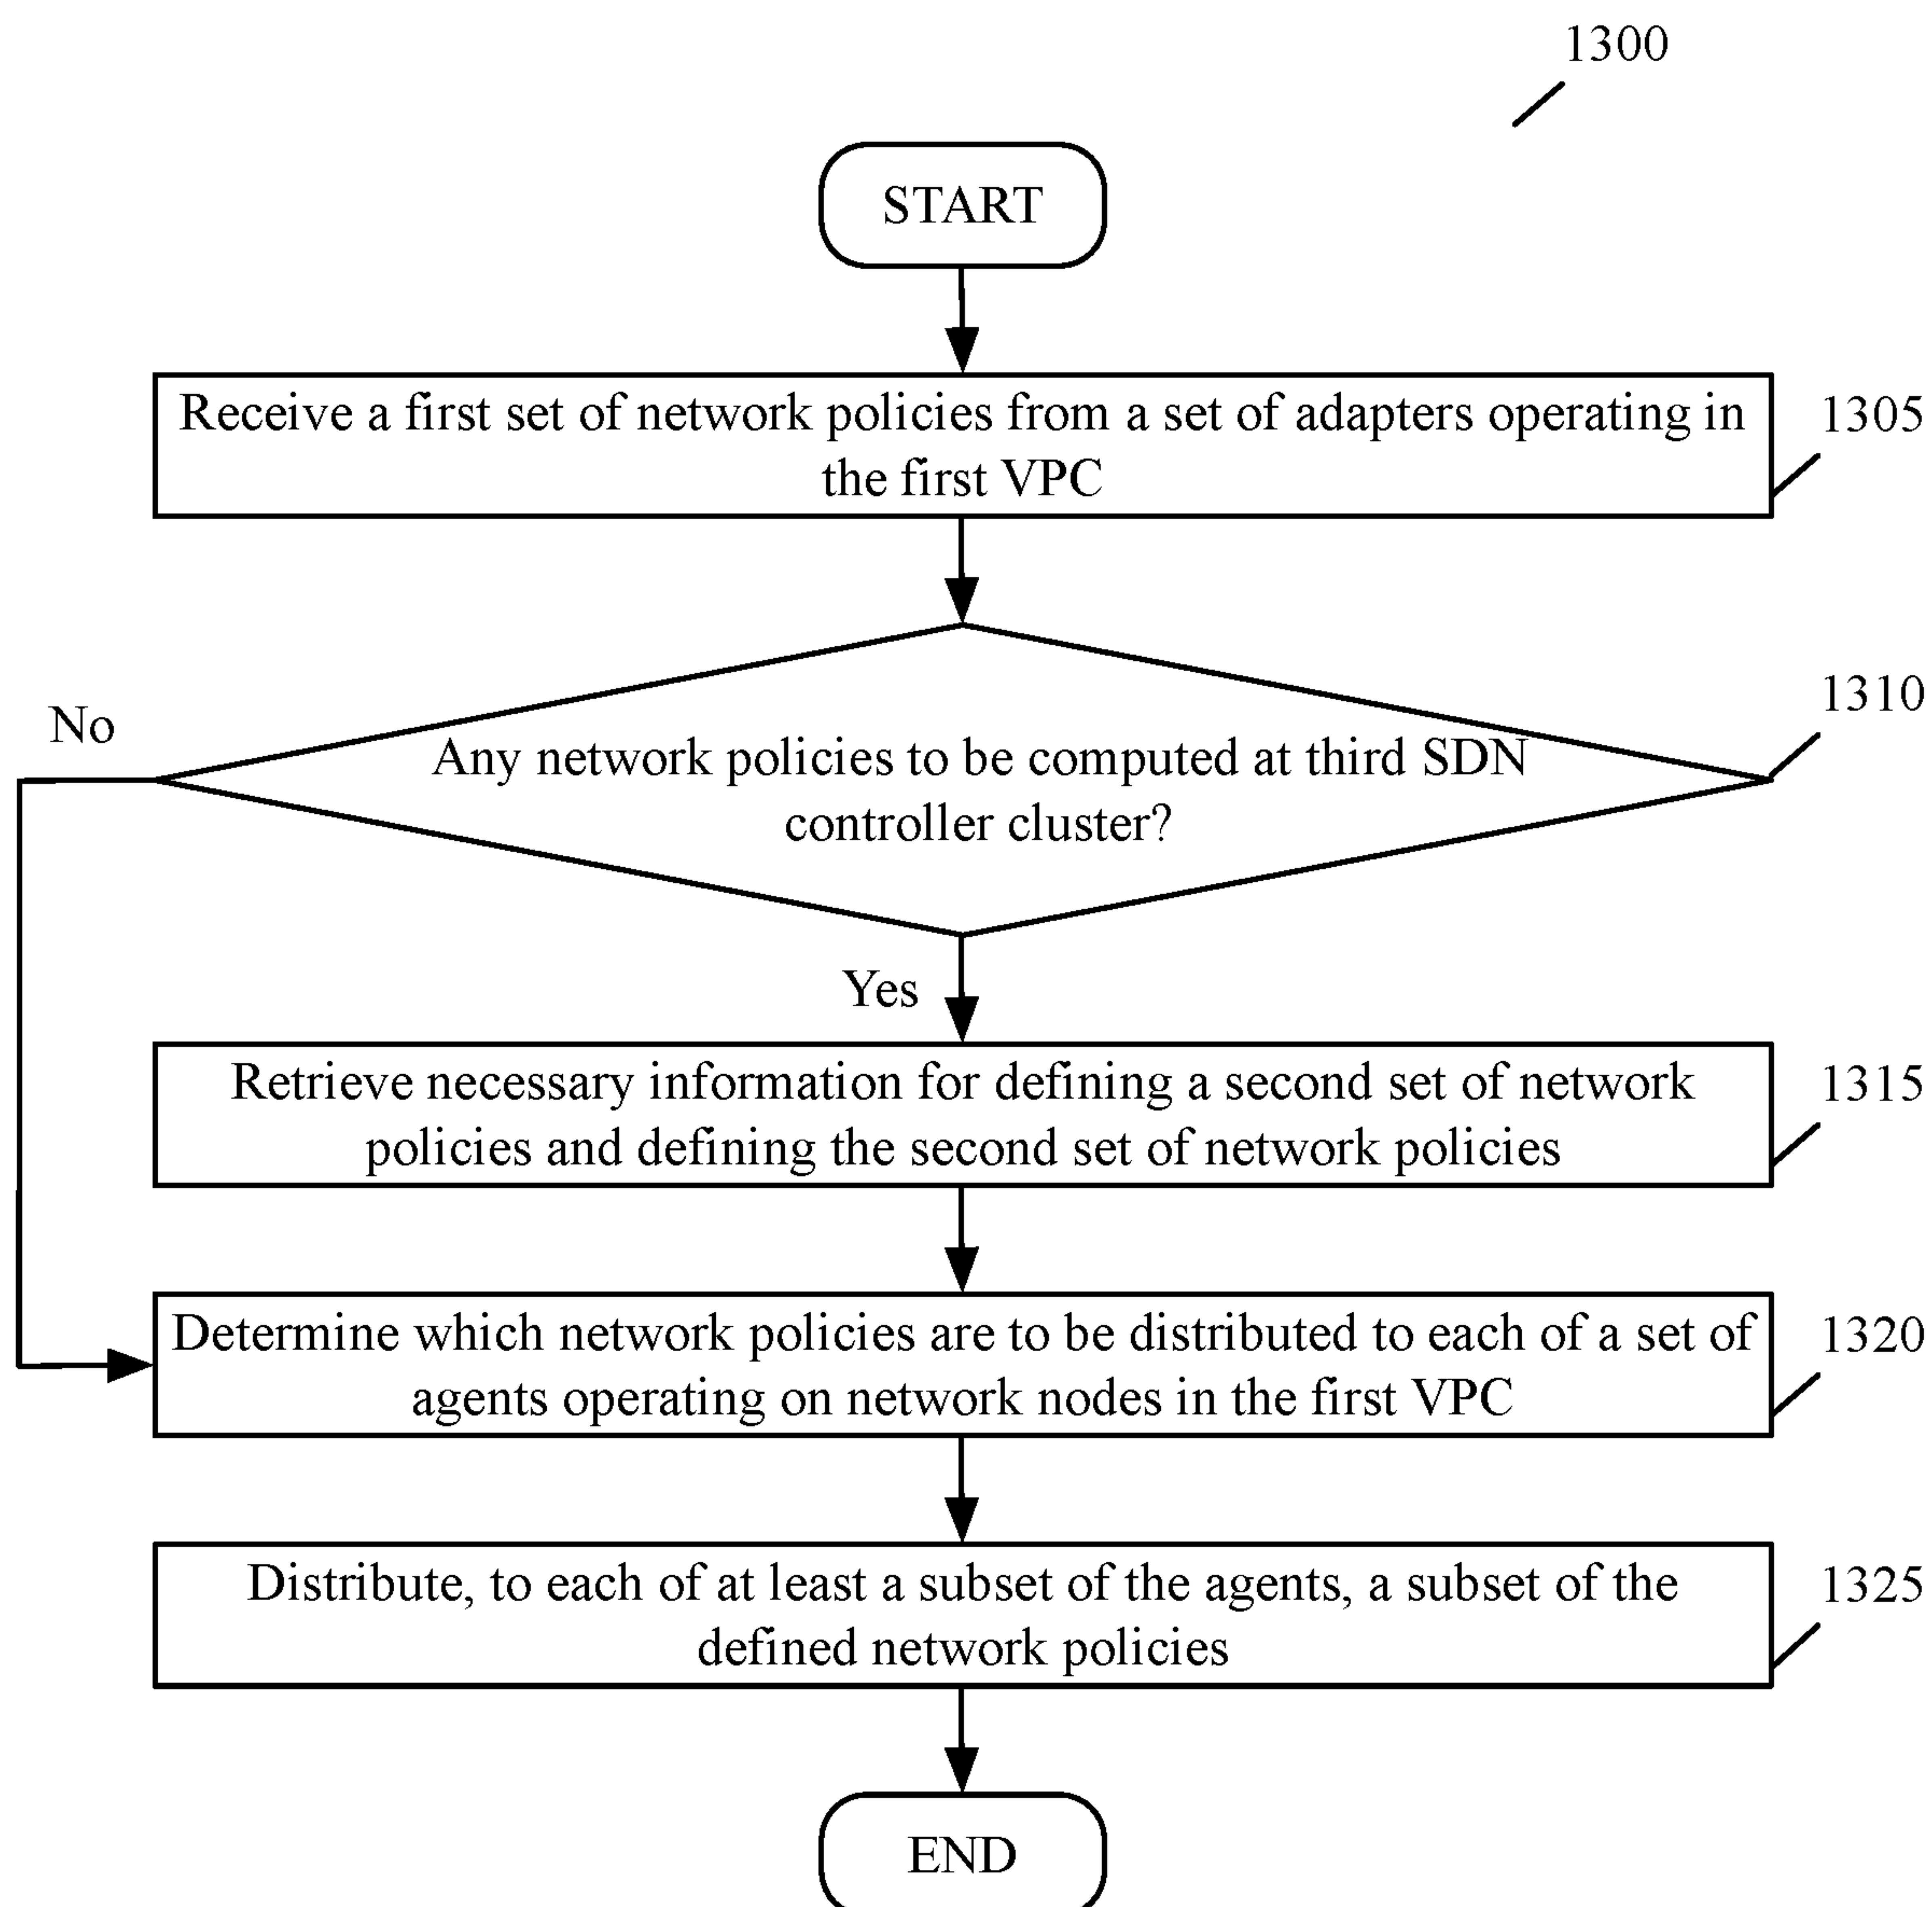 1300
START
Receive a first set of network policies from a set of adapters operating in
the first VPC
1305
1310
No
Any network policies to be computed at third SDN
controller cluster?
Yes
Retrieve necessary information for defining a second set of network
policies and defining the second set of network policies
1315
Determine which network policies are to be distributed to each of a set of
agents operating on network nodes in the first VPC
1320
Distribute, to each of at least a subset of the agents, a subset of the
defined network policies
1325
END